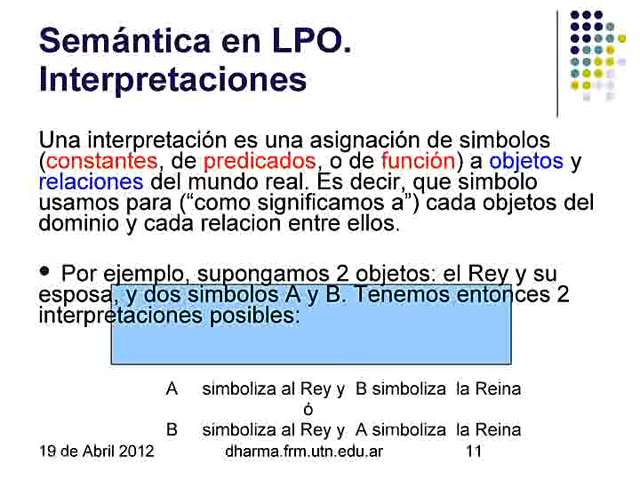 Semántica en LPO.
Interpretaciones
Una interpretación es una asignación de simbolos
(constantes, de predicados, o de función) a objetos y
relaciones del mundo real. Es decir, que simbolo
usamos para (“como significamos a”) cada objetos del
dominio y cada relacion entre ellos.
• Por ejemplo, supongamos 2 objetos: el Rey y su
esposa, y dos simbolos A y B. Tenemos entonces 2
interpretaciones posibles:
A simboliza al Rey y B simboliza la Reina
ó
B simboliza al Rey y A simboliza la Reina
19 de Abril 2012 dharma.frm.utn.edu.ar 11